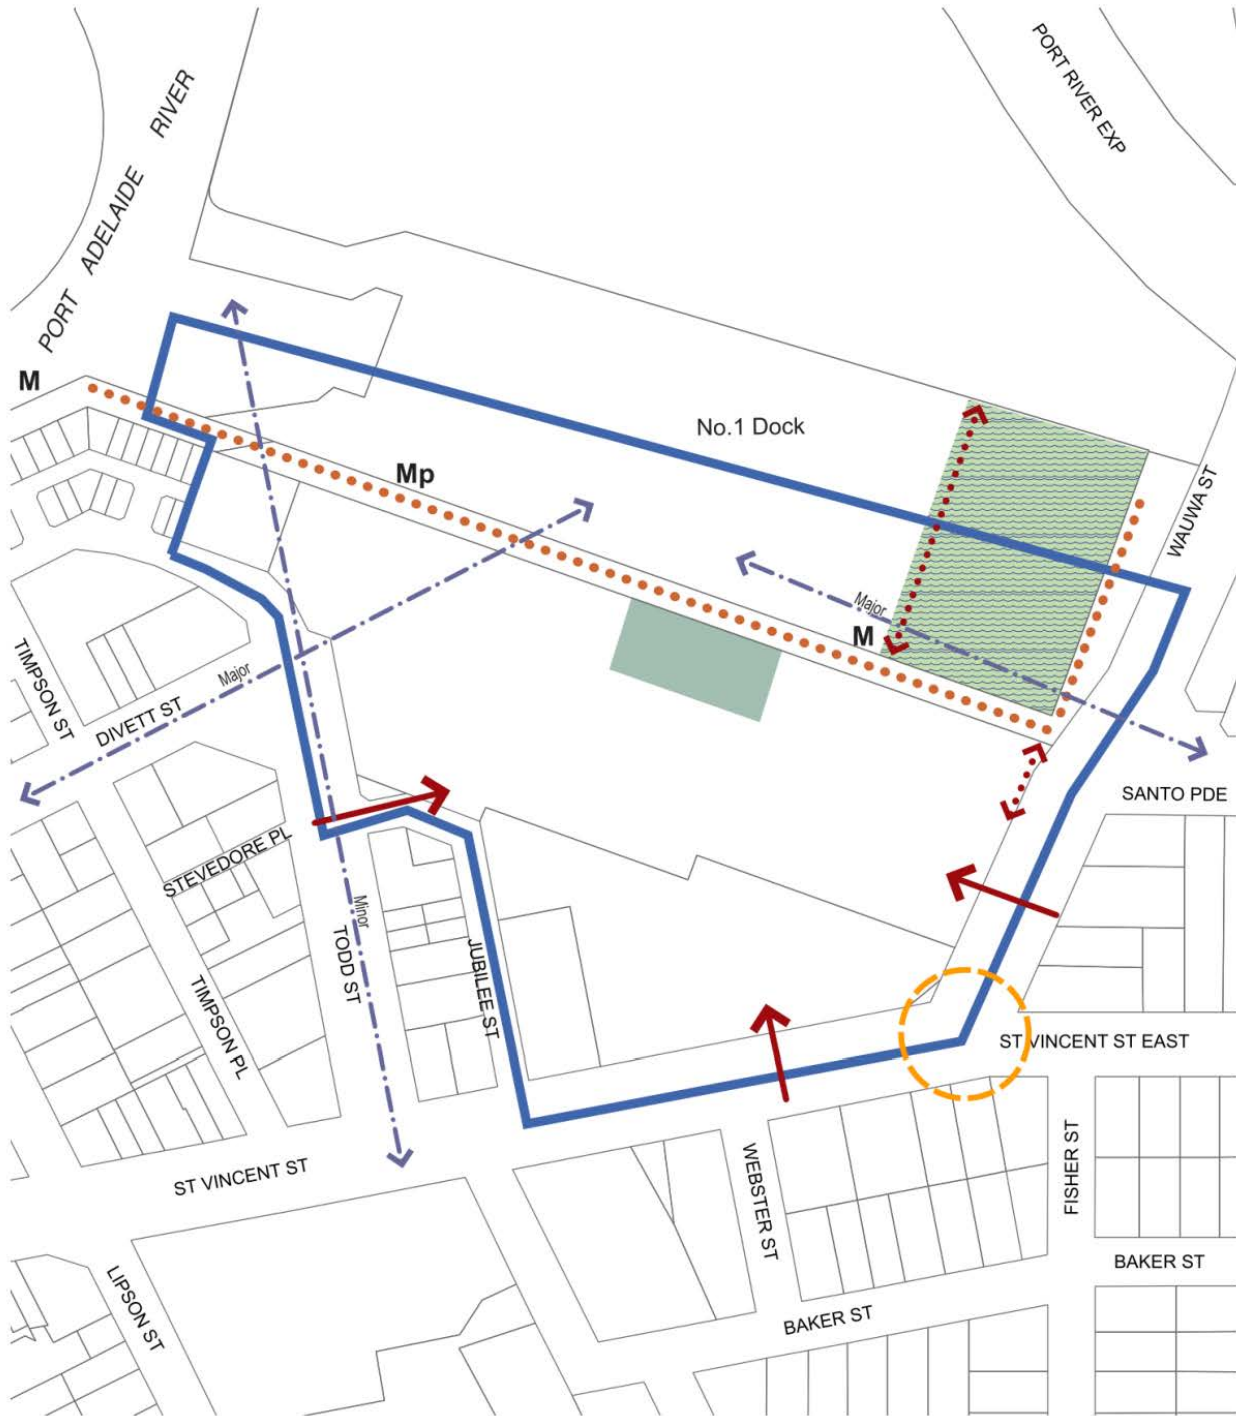 PORT RIVER EXP
PORT ADELAIDE RIVER
M
No.1 Dock
Mp
WAUWA ST
Major
M
TIMPSON ST
DIVETT ST
Major
SANTO PDE
STEVEDORE PL
Minor
TODD ST
JUBILEE ST
TIMPSON PL
ST VINCENT ST EAST
ST VINCENT ST
WEBSTER ST
FISHER ST
BAKER ST
LIPSON ST
BAKER ST